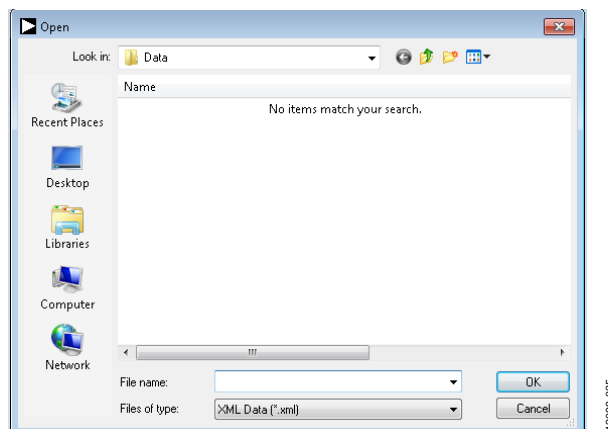 Open
Look in:
Data
Name
No items match your search.
Recent Places
Desktop
Libraries
Computer
Network
File name:
OK
Files of type:
XML Data (*.xml)
Cancel